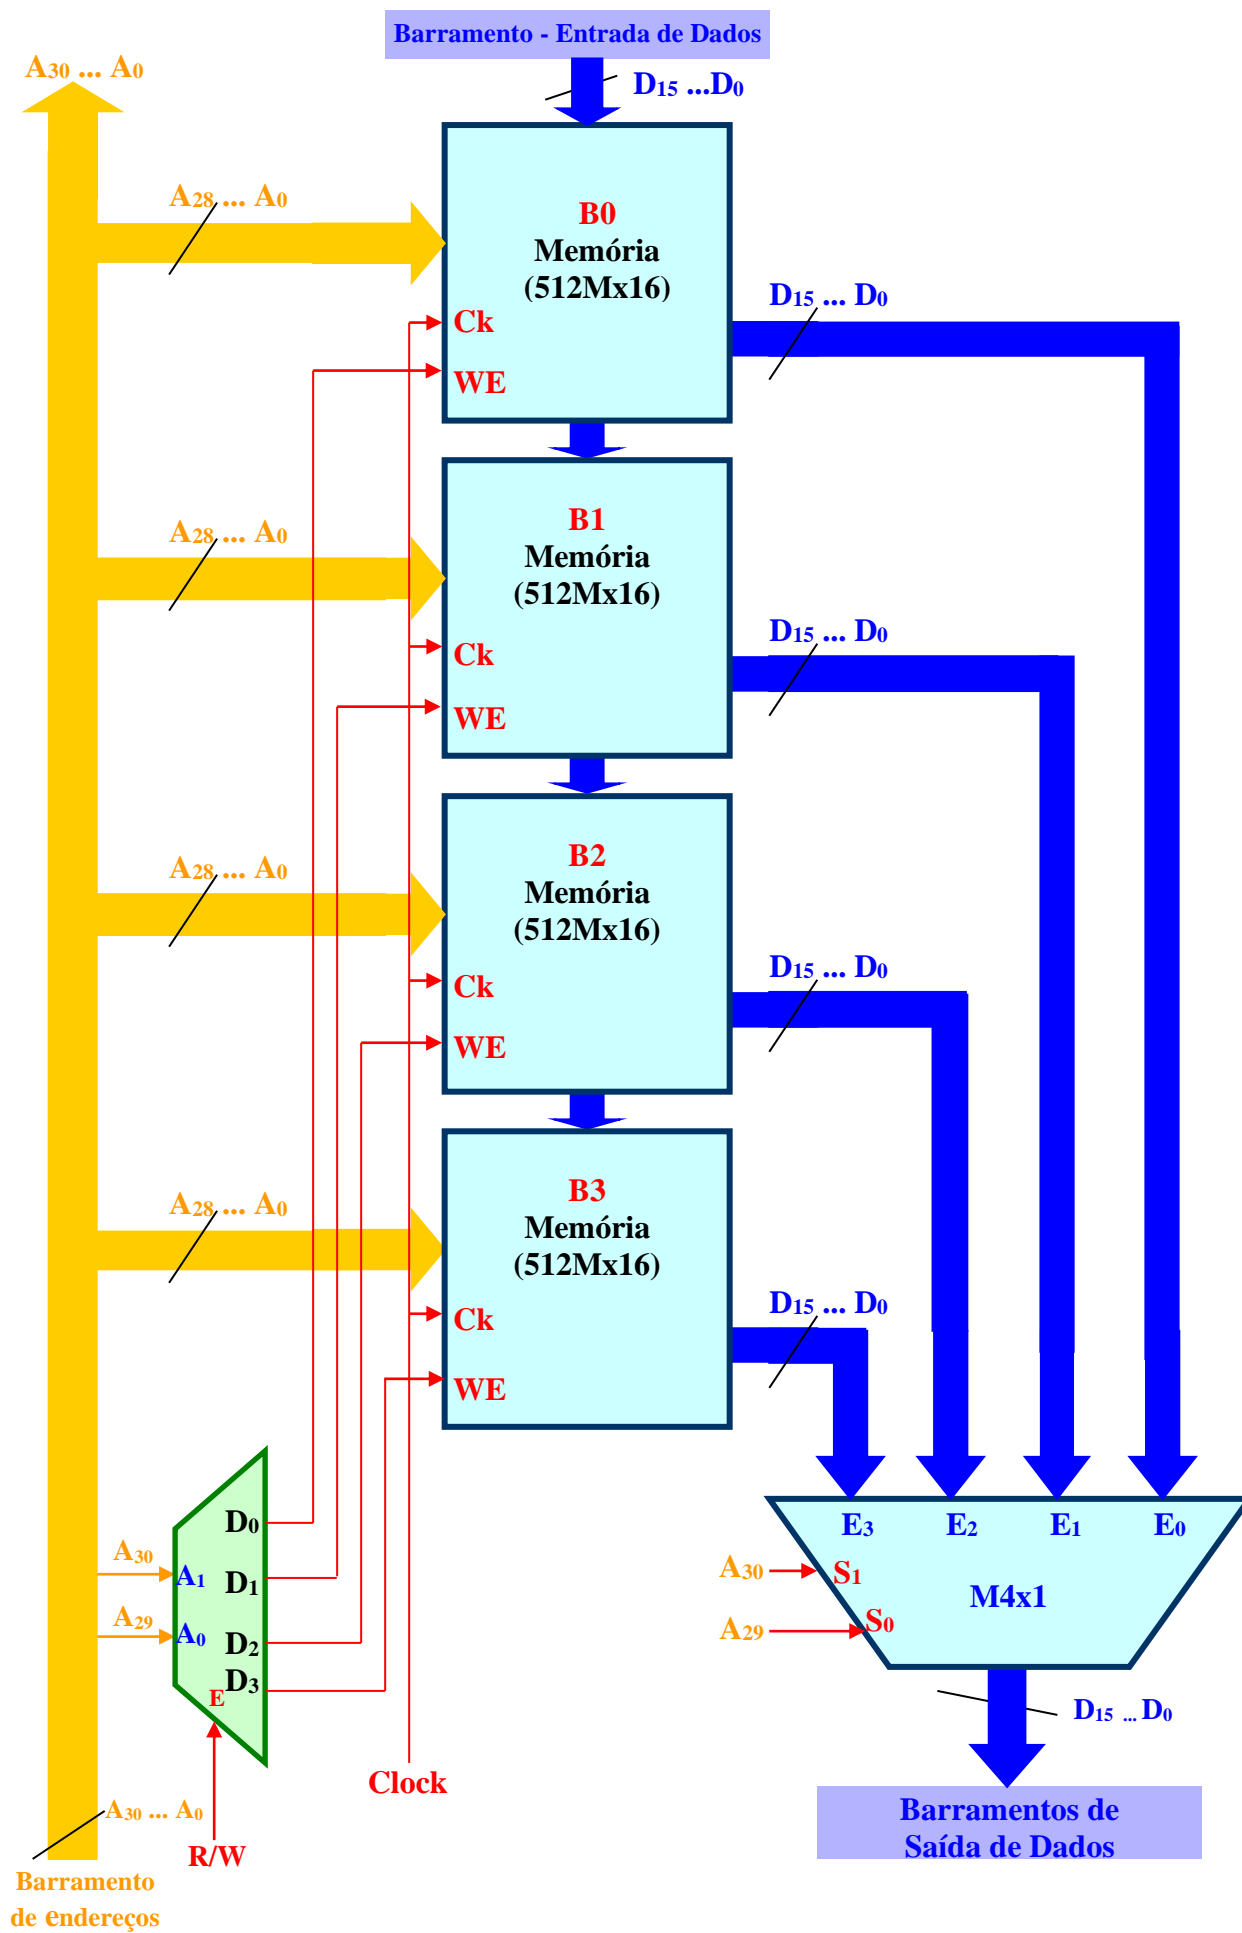 Barramento - Entrada de Dados
A30 ... A0
D15 ...D0
A28 ... A0
B0
Memória
(512Mx16)
D15 ... D0
Ck
WE
A28 ... A0
B1
Memória
(512Mx16)
D15 ... D0
Ck
WE
A28 ... A0
B2
Memória
(512Mx16)
D15 ... D0
Ck
WE
A28 ... A0
B3
Memória
(512Mx16)
D15 ... D0
Ck
WE
D0
A30
A1
D1
A29
A0
D2
D3
E
E3
E2
E1
E0
A30
S1
M4x1
A29
S0
D15 ... D0
Clock
A30 ... A0
R/W
Barramentos de
Saída de Dados
Barramento
de endereços